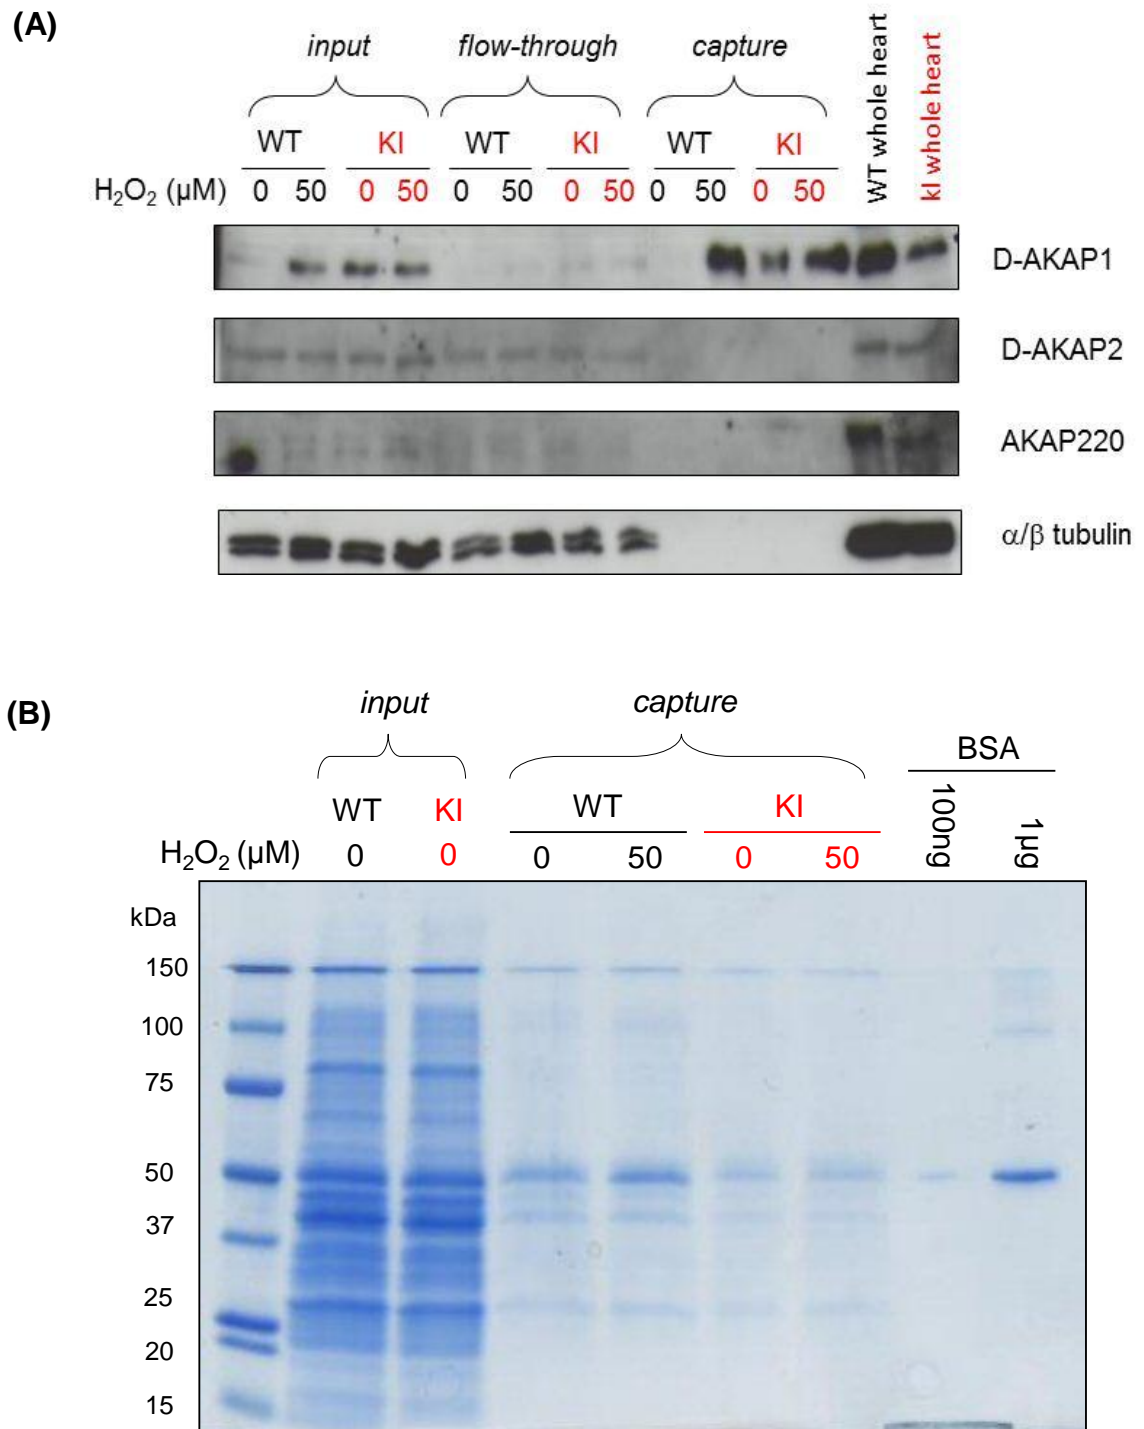 (A)
input flow-through capture
WT whole heart
kI whole heart
WT KI WT KI WT KI
H₂O₂ (μM) 0 50 0 50 0 50 0 50 0 50 0 50
D-AKAP1
D-AKAP2
AKAP220
α/β tubulin
(B)
input capture
BSA
WT KI WT KI
100ng
1μg
H₂O₂ (μM) 0 0 0 50 0 50
kDa
150
100
75
50
37
25
20
15